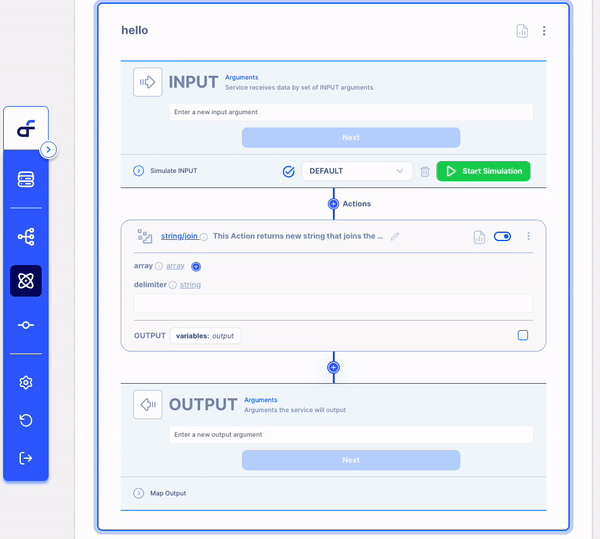 hello
INPUT
Arguments
Service receives data by set of INPUT arguments
Enter a new input argument
Next
Simulate INPUT
DEFAULT
Start Simulation
Actions
string/join This Action returns new string that joins the ...
array array
delimiter string
OUTPUT variables: output
OUTPUT
Arguments
Arguments the service will output
Enter a new output argument
Next
Map Output